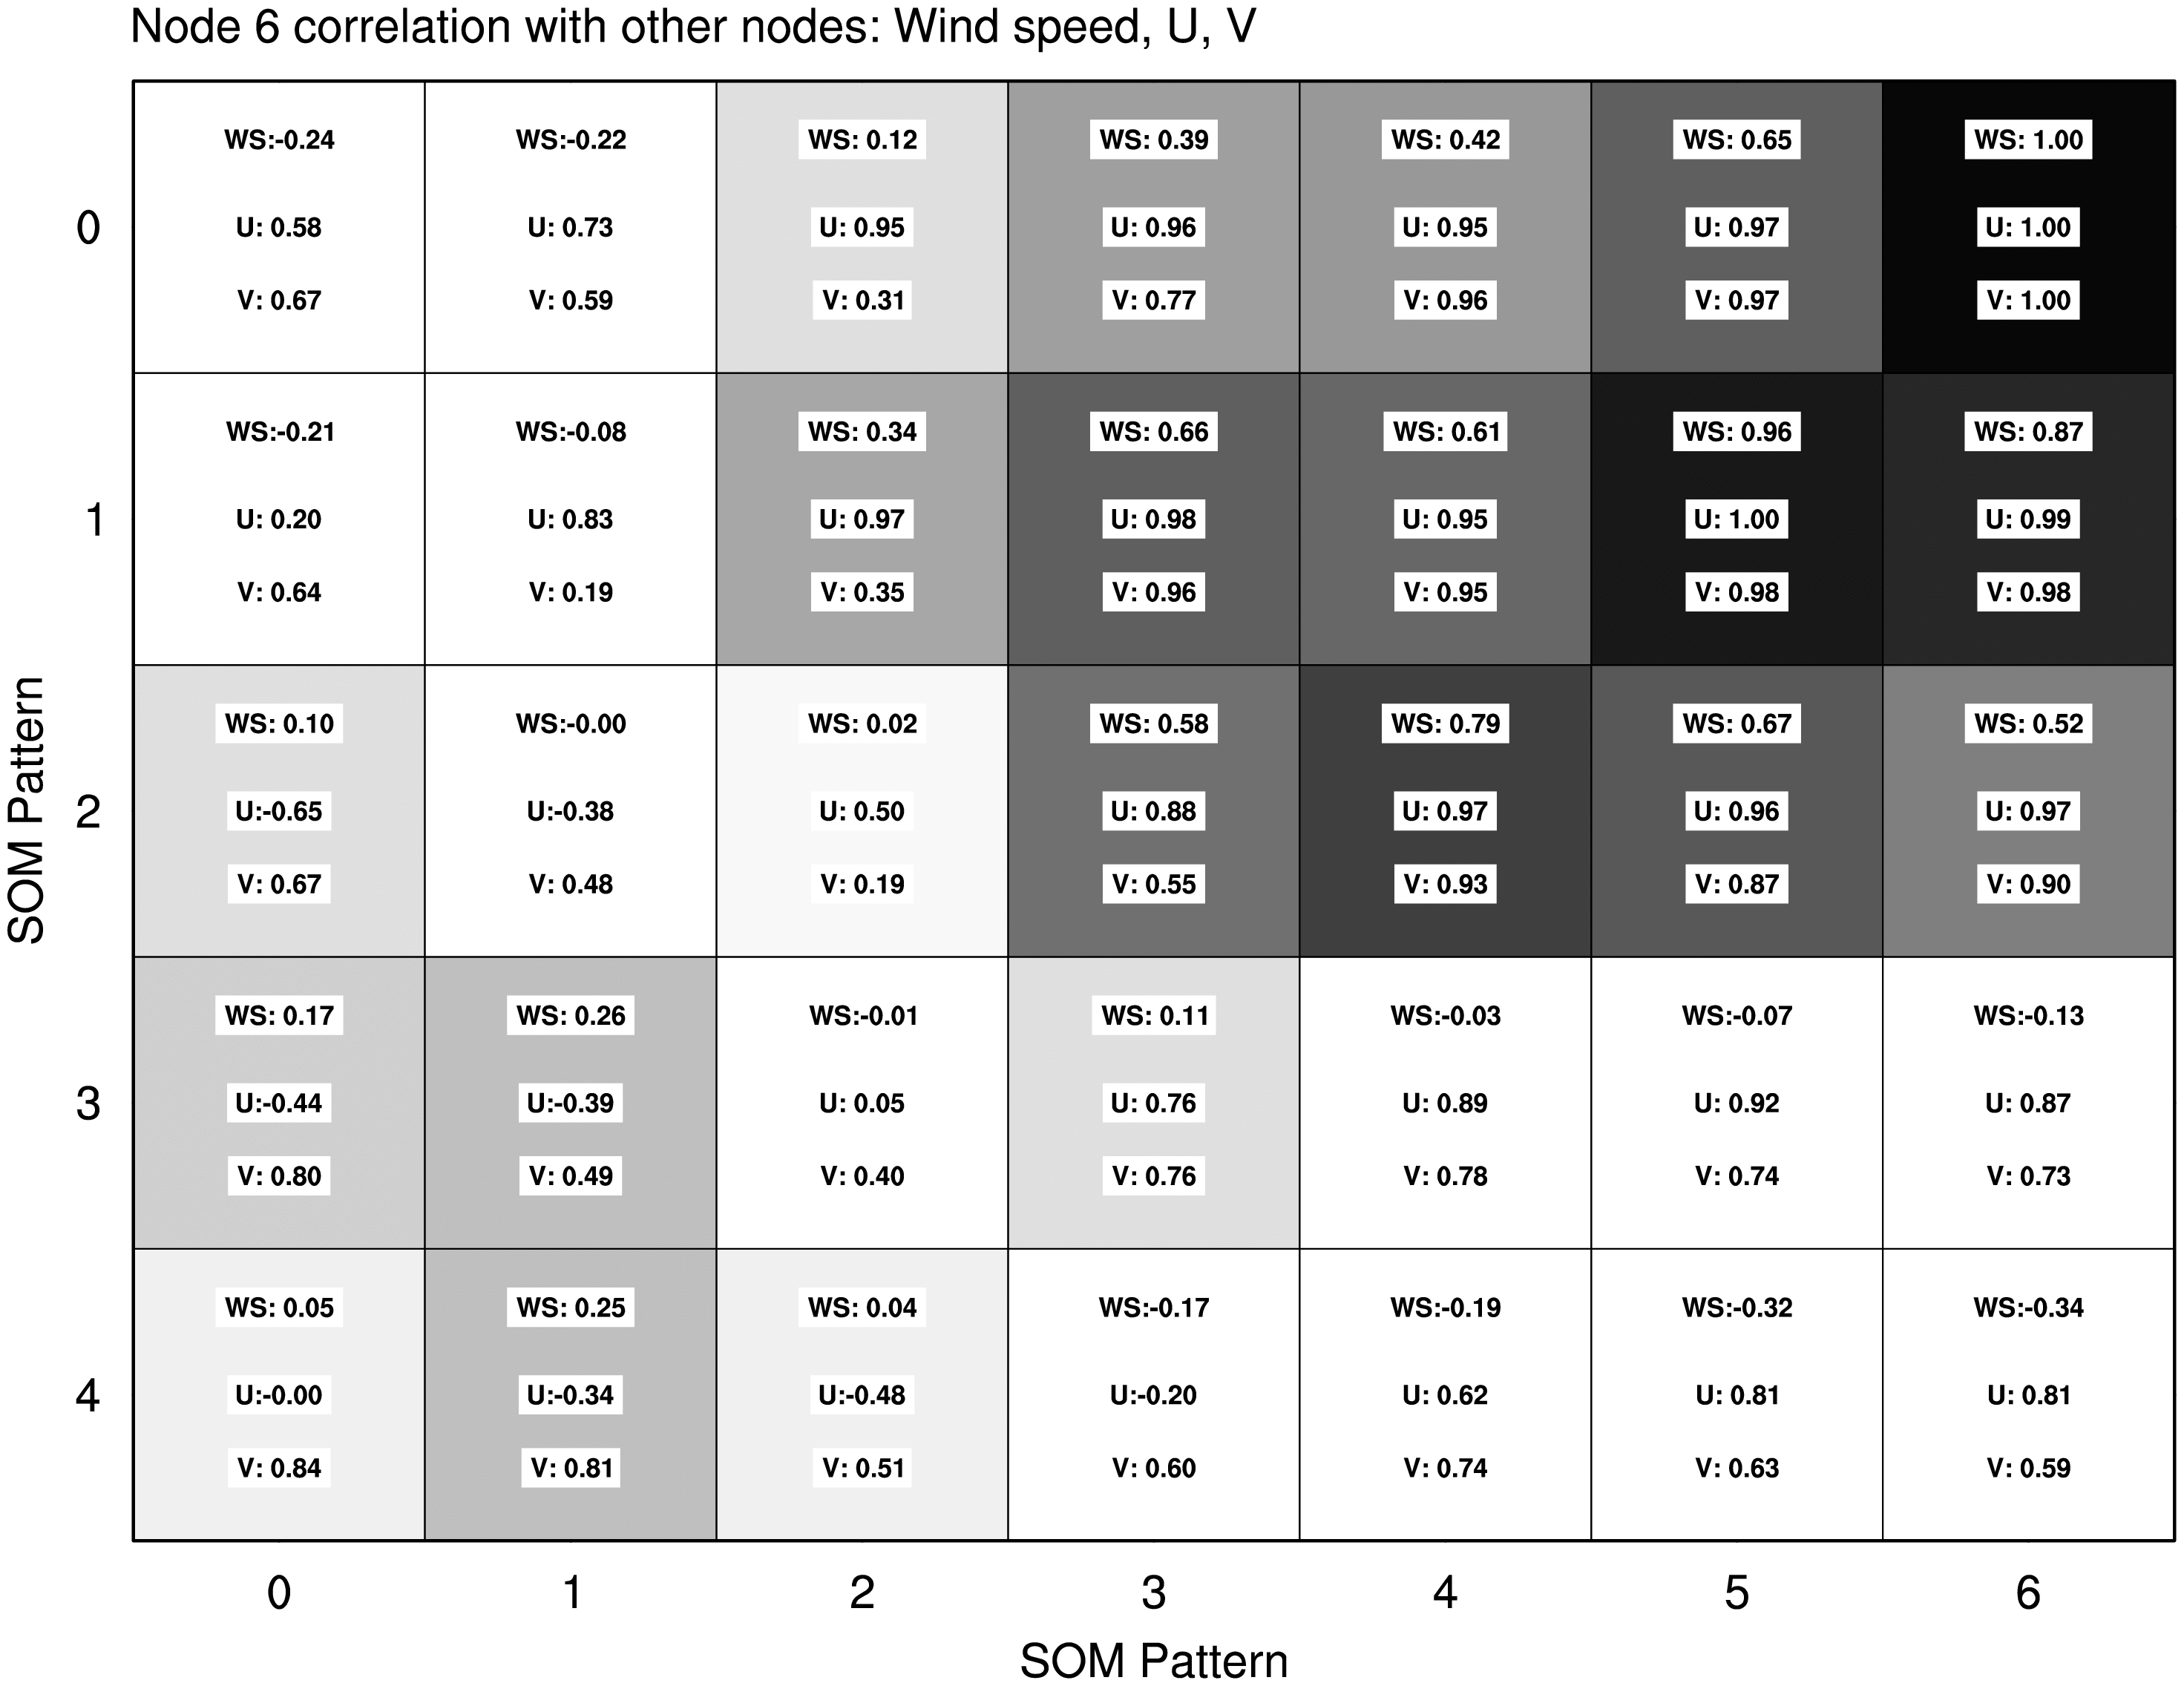 Node 6 correlation with other nodes: Wind speed, U, V
WS:-0.24 WS:-0.22 WS: 0.12 WS: 0.39 WS: 0.42 WS: 0.65 WS: 1.00
0 U: 0.58 U: 0.73 U: 0.95 U: 0.96 U: 0.95 U: 0.97 U: 1.00
V: 0.67 V: 0.59 V: 0.31 V: 0.77 V: 0.96 V: 0.97 V: 1.00
WS:-0.21 WS:-0.08 WS: 0.34 WS: 0.66 WS: 0.61 WS: 0.96 WS: 0.87
1 U: 0.20 U: 0.83 U: 0.97 U: 0.98 U: 0.95 U: 1.00 U: 0.99
V: 0.64 V: 0.19 V: 0.35 V: 0.96 V: 0.95 V: 0.98 V: 0.98
SOM Pattern
WS: 0.10 WS:-0.00 WS: 0.02 WS: 0.58 WS: 0.79 WS: 0.67 WS: 0.52
2 U:-0.65 U:-0.38 U: 0.50 U: 0.88 U: 0.97 U: 0.96 U: 0.97
V: 0.67 V: 0.48 V: 0.19 V: 0.55 V: 0.93 V: 0.87 V: 0.90
WS: 0.17 WS: 0.26 WS:-0.01 WS: 0.11 WS:-0.03 WS:-0.07 WS:-0.13
3 U:-0.44 U:-0.39 U: 0.05 U: 0.76 U: 0.89 U: 0.92 U: 0.87
V: 0.80 V: 0.49 V: 0.40 V: 0.76 V: 0.78 V: 0.74 V: 0.73
WS: 0.05 WS: 0.25 WS: 0.04 WS:-0.17 WS:-0.19 WS:-0.32 WS:-0.34
4 U:-0.00 U:-0.34 U:-0.48 U:-0.20 U: 0.62 U: 0.81 U: 0.81
V: 0.84 V: 0.81 V: 0.51 V: 0.60 V: 0.74 V: 0.63 V: 0.59
0 1 2 3 4 5 6
SOM Pattern